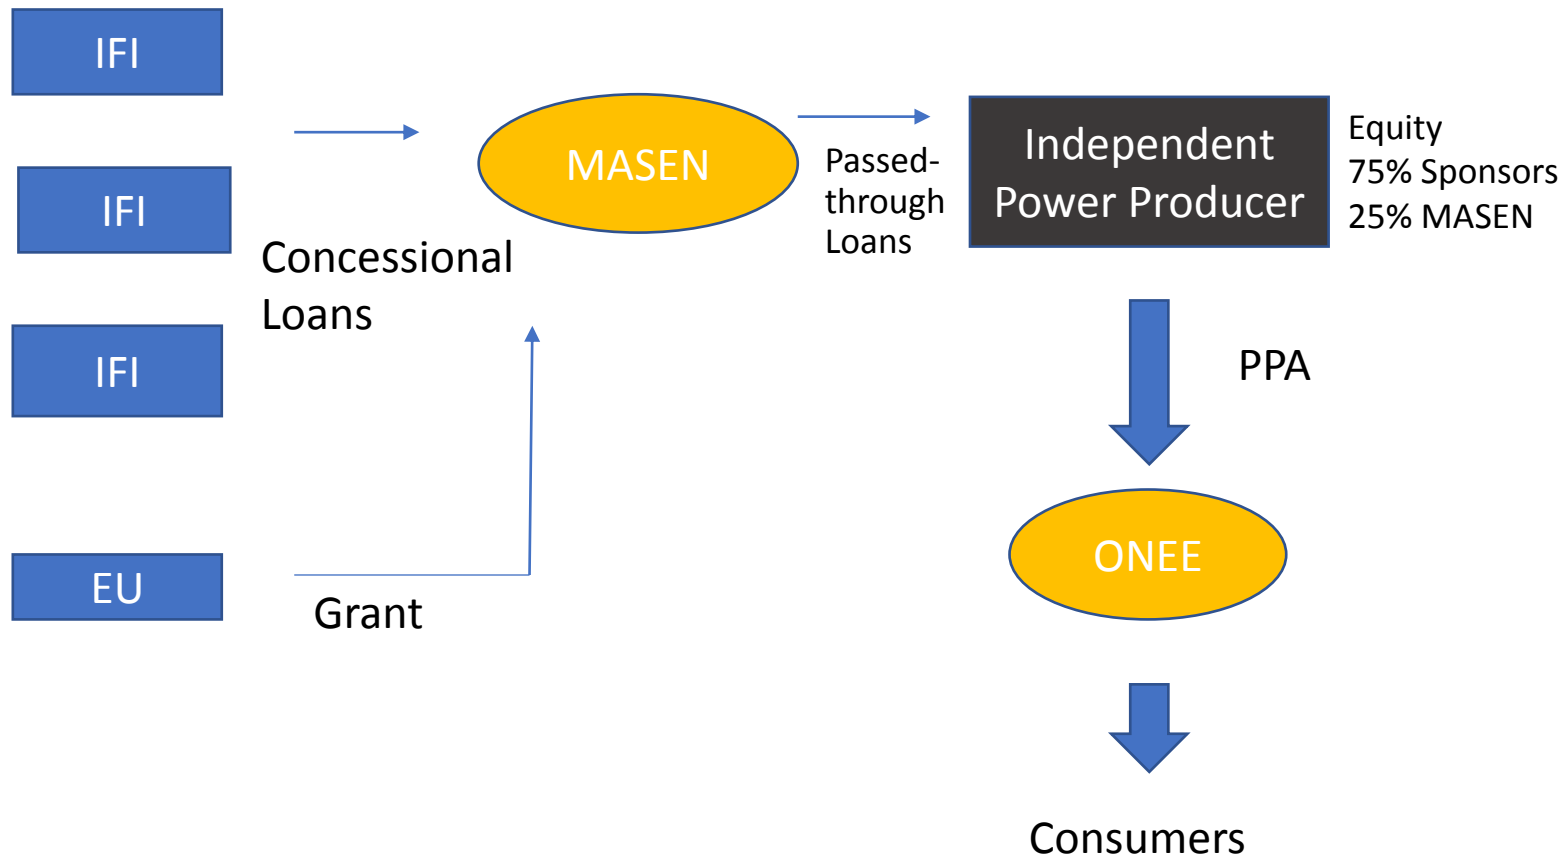 IFI
IFI
IFI
EU
Concessional
Loans
Grant
MASEN
Passed-
through
Loans
Independent
Power Producer
Equity
75% Sponsors
25% MASEN
PPA
ONEE
Consumers